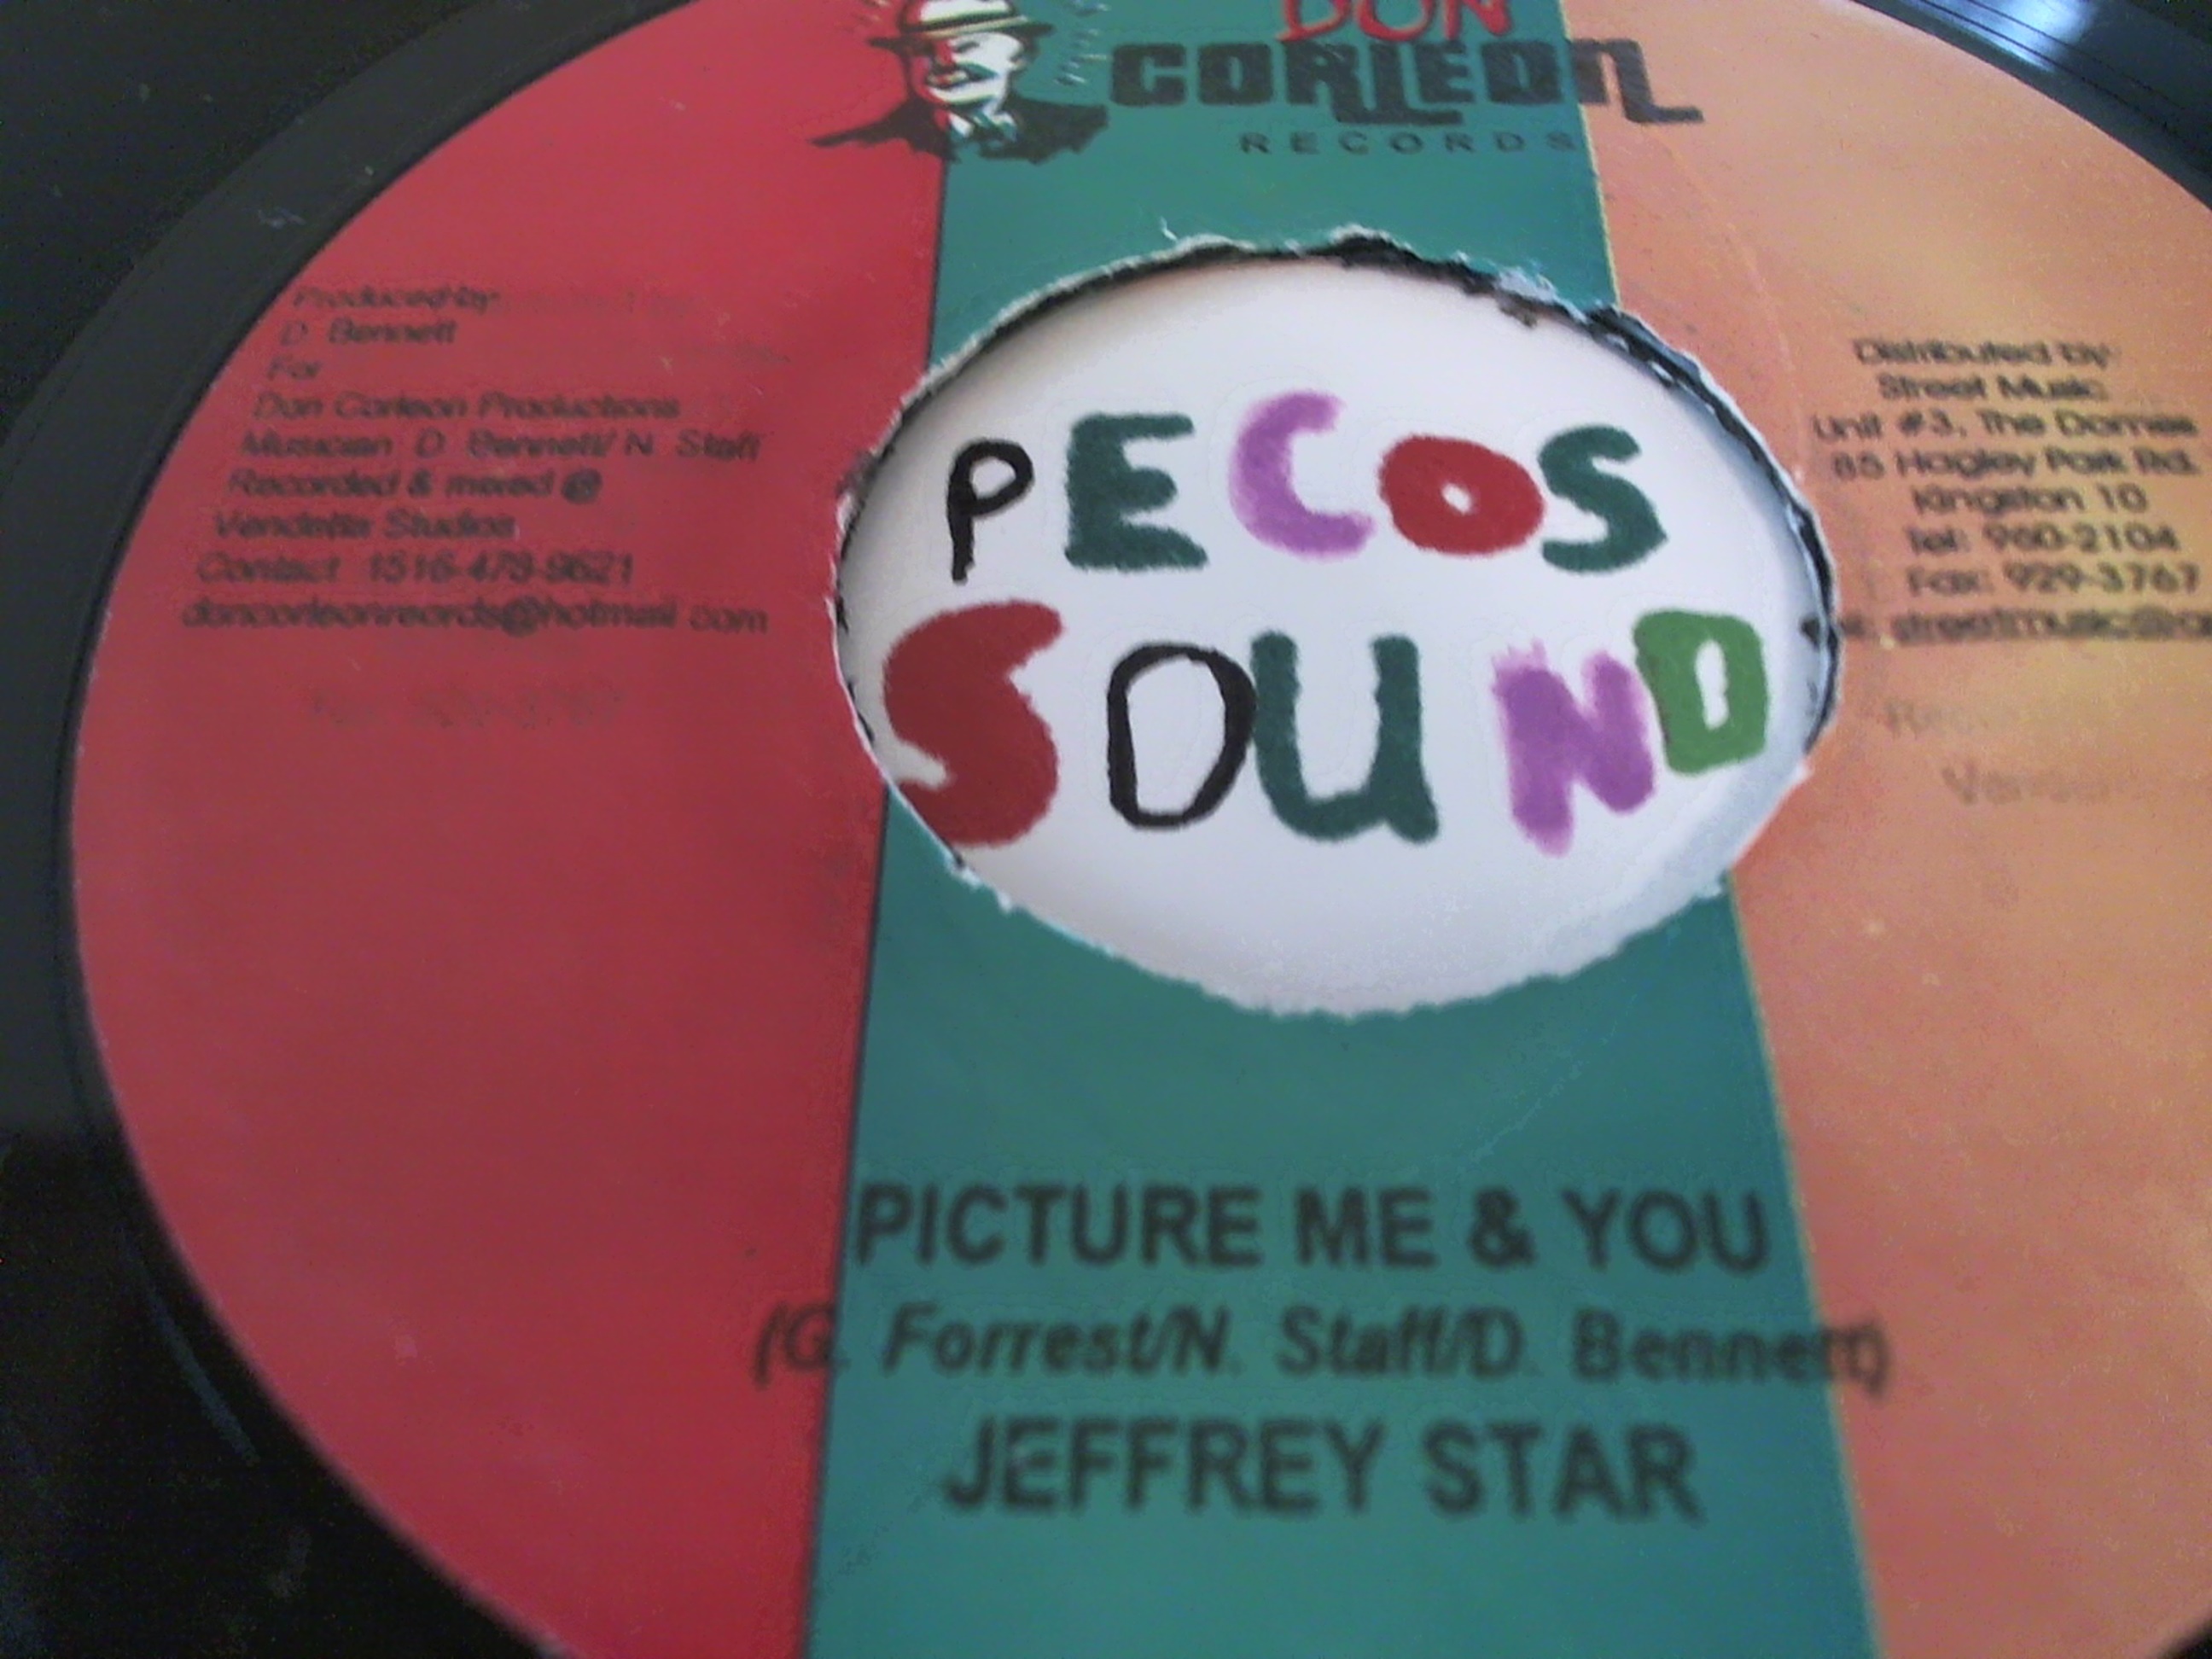 DON
CORLEON
RECORDS
Produced by
D. Bennett
For
Don Corleon Productions
Musician D. Bennett/ N. Staff
Recorded & mixed @
Vendetta Studios
Contact 1516-478-9621
doncorleonreords@hotmail com
PECOS
SOUND
Distributed by:
Street Music
Unit #3, The Domes
85 Hagley Park Rd.
Kingston 10
Tel: 960-2104
Fax: 929-3767
streetmusic@
PICTURE ME & YOU
(G. Forrest/N. Staff/D. Bennett)
JEFFREY STAR